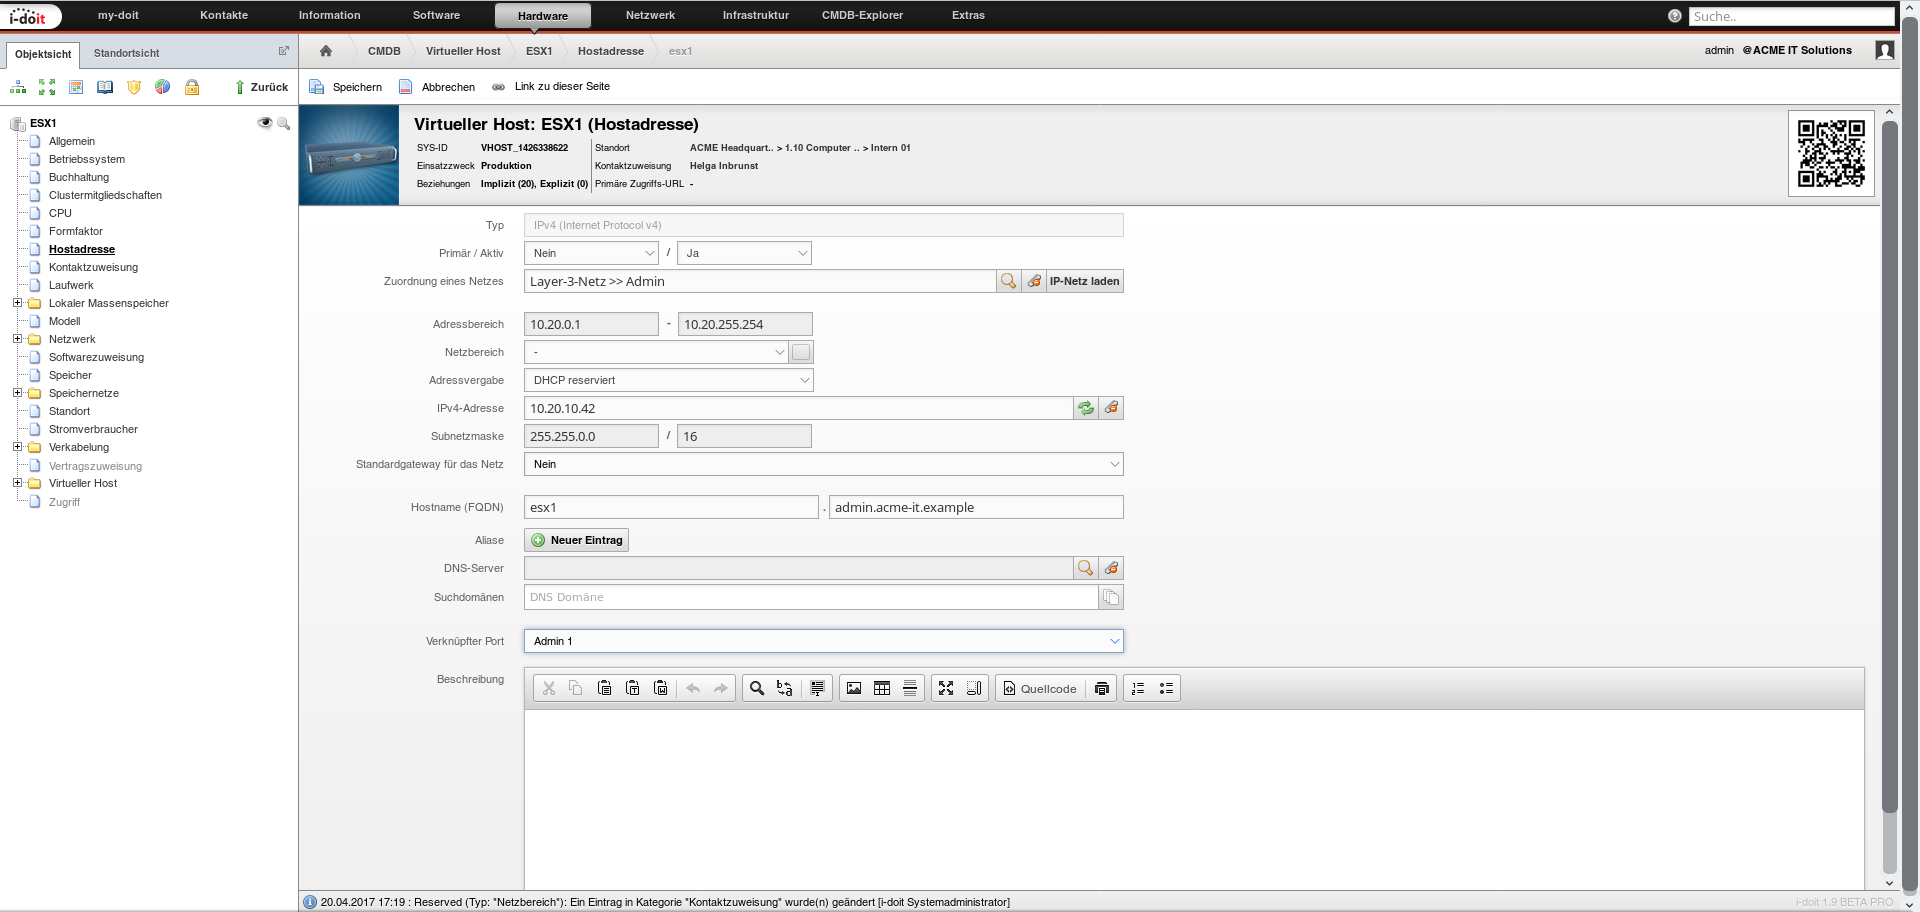 i-doit my-doit Kontakte Information Software Hardware Netzwerk Infrastruktur CMDB-Explorer Extras ? Suche..
Objektsicht Standortsicht
CMDB Virtueller Host ESX1 Hostadresse esx1
admin @ACME IT Solutions
Zurück
Speichern Abbrechen Link zu dieser Seite
ESX1
Allgemein
Betriebssystem
Buchhaltung
Clustermitgliedschaften
CPU
Formfaktor
Hostadresse
Kontaktzuweisung
Laufwerk
Lokaler Massenspeicher
Modell
Netzwerk
Softwarezuweisung
Speicher
Speichernetze
Standort
Stromverbraucher
Verkabelung
Vertragszuweisung
Virtueller Host
Zugriff
Virtueller Host: ESX1 (Hostadresse)
SYS-ID VHOST_1426338622 Standort ACME Headquart.. > 1.10 Computer .. > Intern 01
Einsatzzweck Produktion Kontaktzuweisung Helga Inbrunst
Beziehungen Implizit (20), Explizit (0) Primäre Zugriffs-URL -
Typ IPv4 (Internet Protocol v4)
Primär / Aktiv Nein / Ja
Zuordnung eines Netzes Layer-3-Netz >> Admin IP-Netz laden
Adressbereich 10.20.0.1 - 10.20.255.254
Netzbereich -
Adressvergabe DHCP reserviert
IPv4-Adresse 10.20.10.42
Subnetzmaske 255.255.0.0 / 16
Standardgateway für das Netz Nein
Hostname (FQDN) esx1 . admin.acme-it.example
Aliase Neuer Eintrag
DNS-Server
Suchdomänen DNS Domäne
Verknüpfter Port Admin 1
Beschreibung
Quellcode
20.04.2017 17:19 : Reserved (Typ: "Netzbereich"): Ein Eintrag in Kategorie "Kontaktzuweisung" wurde(n) geändert [i-doit Systemadministrator]
i-doit 1.9 BETA PRO